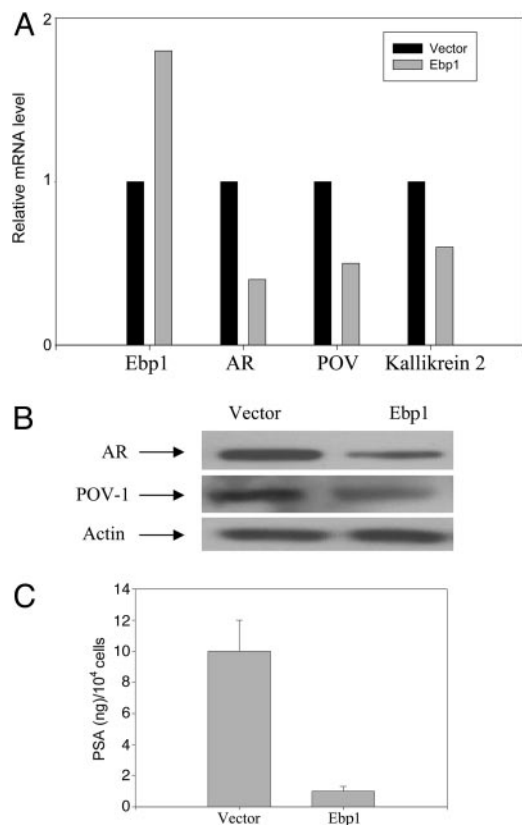 A
Relative mRNA level
2
1
0
Vector
Ebp1
Ebp1 AR POV Kallikrein 2
B
Vector Ebp1
AR
POV-1
Actin
C
PSA (ng)/10⁴ cells
14
12
10
8
6
4
2
0
Vector Ebp1